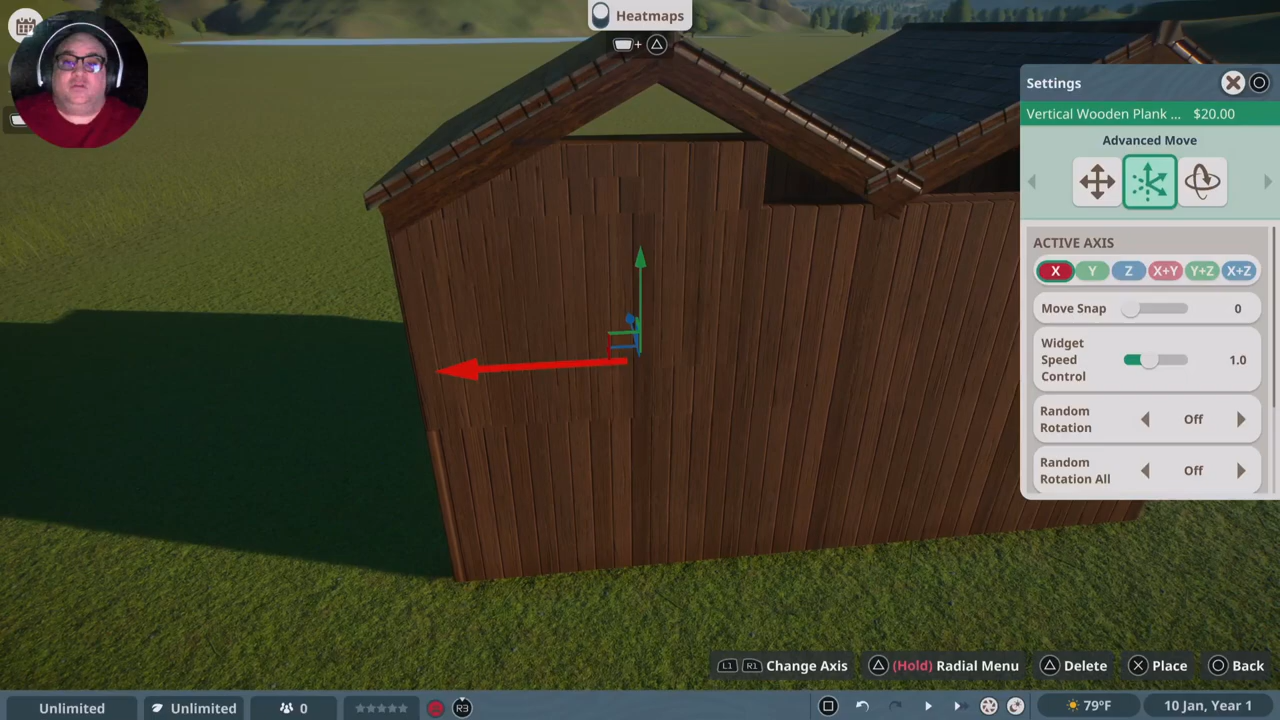 Heatmaps
+
Settings
Vertical Wooden Plank ... $20.00
Advanced Move
ACTIVE AXIS
X Y Z X+Y Y+Z X+Z
Move Snap 0
Widget
Speed
Control
1.0
Random
Rotation
Off
Random
Rotation All
Off
L1 R1 Change Axis (Hold) Radial Menu Delete Place Back
Unlimited Unlimited 0 R3 79°F 10 Jan, Year 1